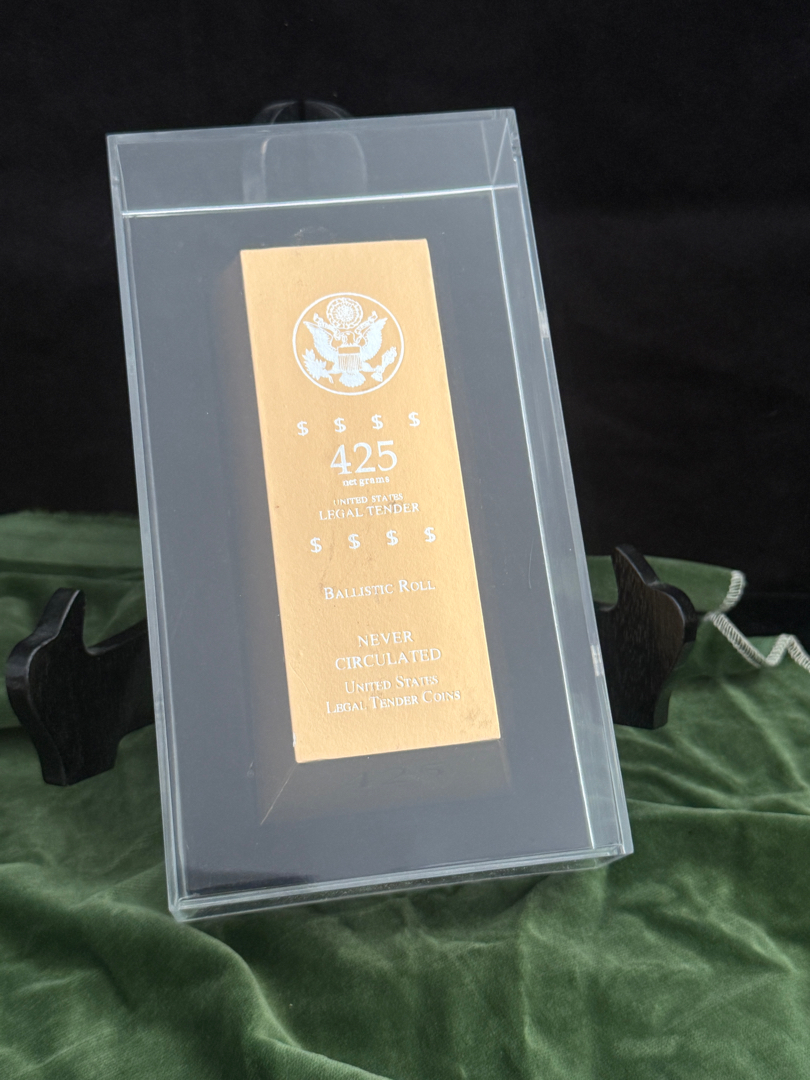 $ $ $ $
425
net grams
UNITED STATES
LEGAL TENDER
$ $ $ $
BALLISTIC ROLL
NEVER
CIRCULATED
UNITED STATES
LEGAL TENDER COINS